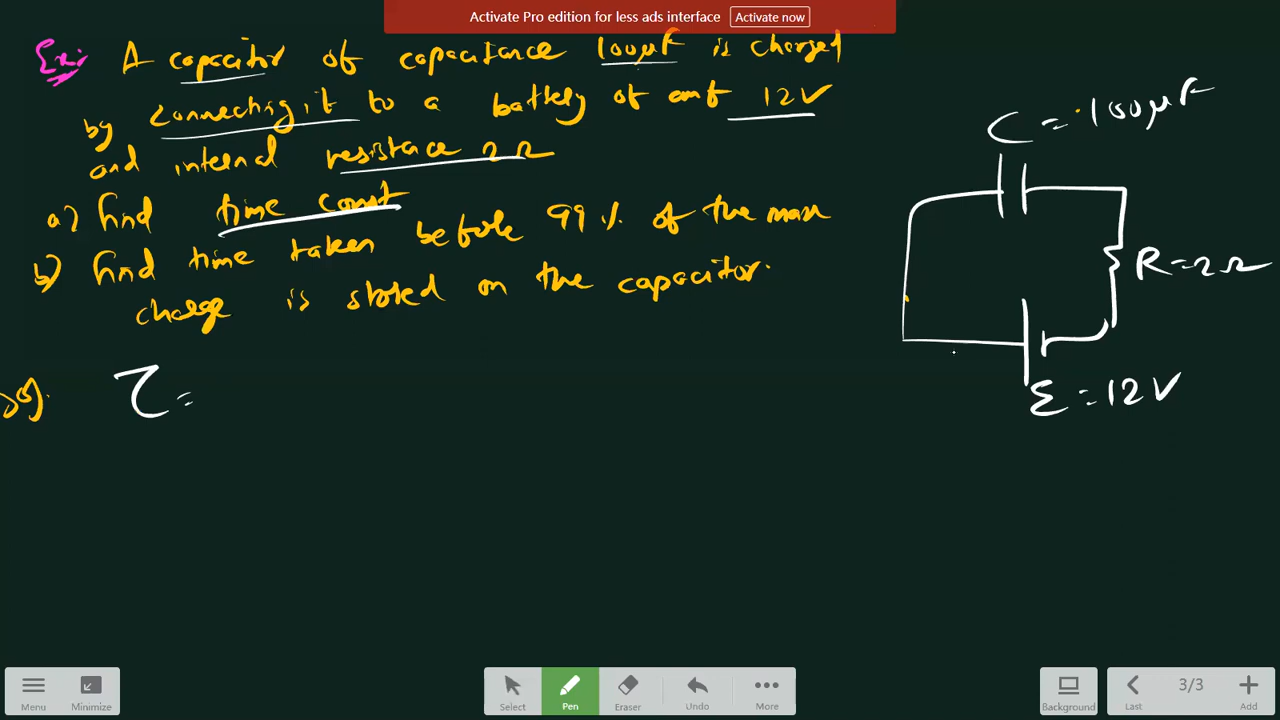 Activate Pro edition for less ads interface Activate now
Ex: A capacitor of capacitance 100μF is charged
by connecting it to a battery of emf 12V
and internal resistace 2Ω
a) find time const
b) find time taken before 99% of the max
charge is stored on the capacitor.
C = 100μF
R = 2Ω
Ɛ = 12V
Sol. τ =
Menu
Minimize
Select
Pen
Eraser
Undo
More
Background
Last
3/3
Add